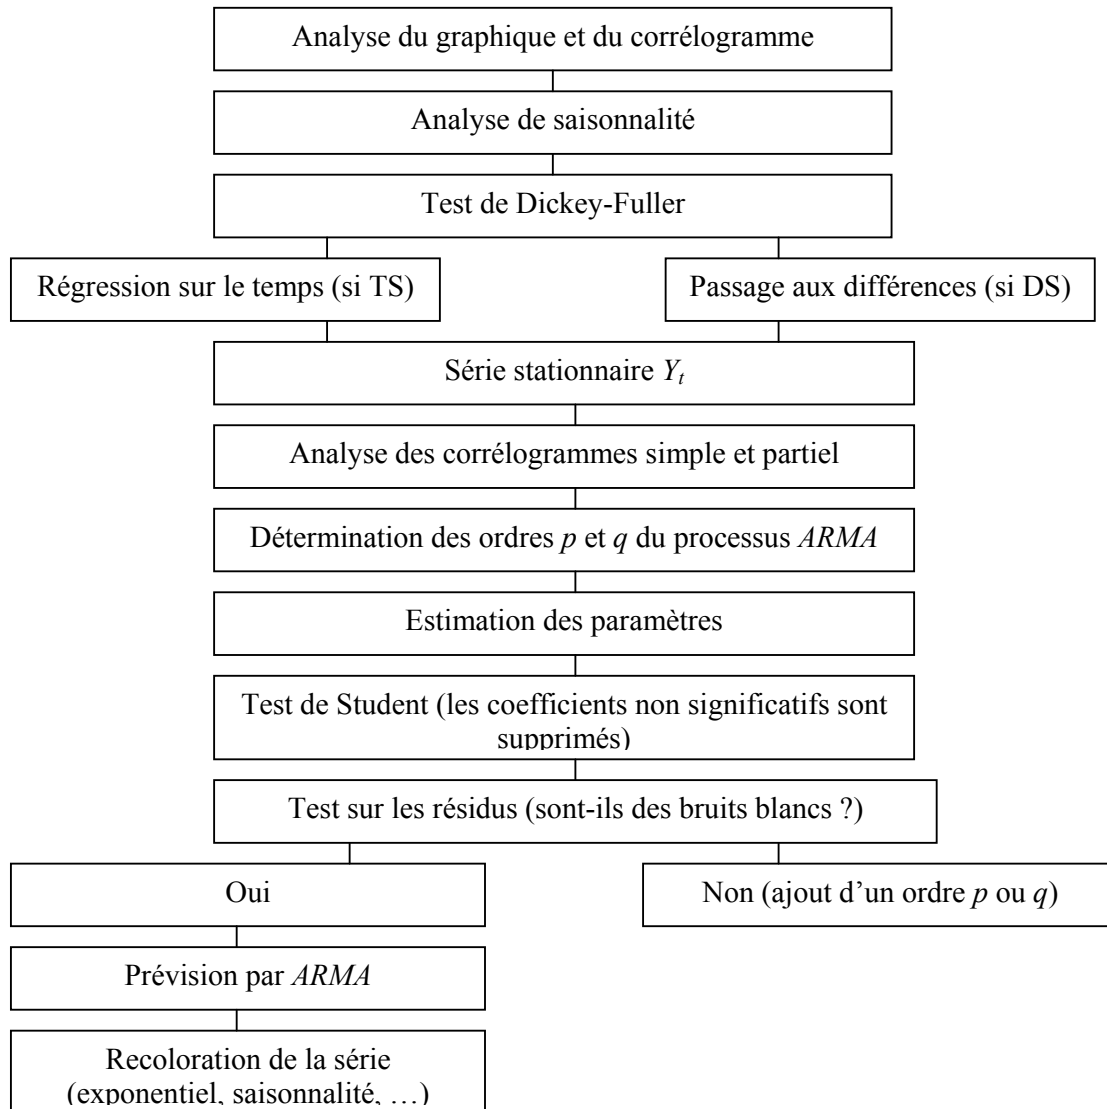 Analyse du graphique et du corrélogramme
Analyse de saisonnalité
Test de Dickey-Fuller
Régression sur le temps (si TS)
Passage aux différences (si DS)
Série stationnaire Yt
Analyse des corrélogrammes simple et partiel
Détermination des ordres p et q du processus ARMA
Estimation des paramètres
Test de Student (les coefficients non significatifs sont
supprimés)
Test sur les résidus (sont-ils des bruits blancs ?)
Oui
Non (ajout d’un ordre p ou q)
Prévision par ARMA
Recoloration de la série
(exponentiel, saisonnalité, …)